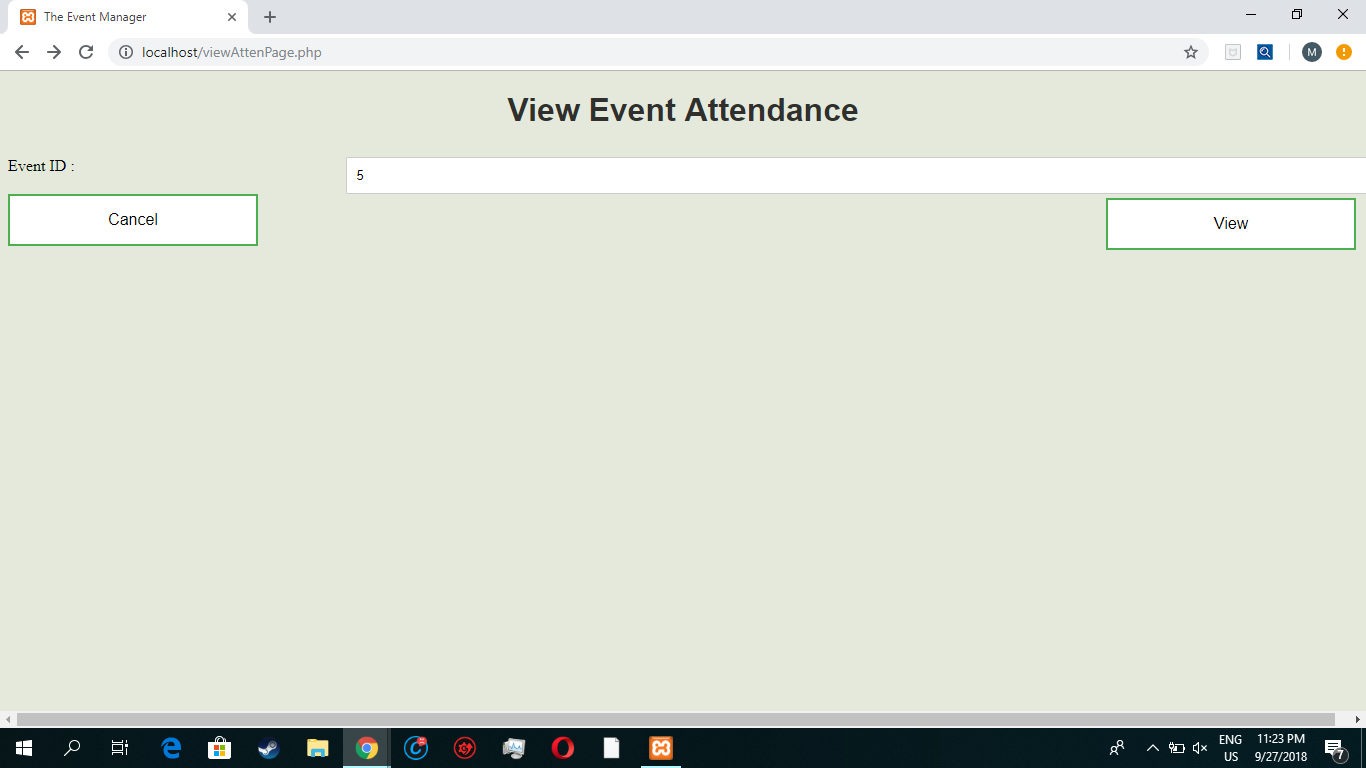 The Event Manager
localhost/viewAttenPage.php
M
View Event Attendance
Event ID :
5
Cancel
View
ENG
US
11:23 PM
9/27/2018
7